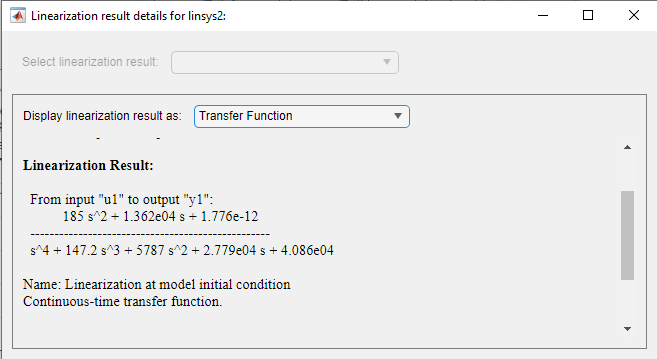 Linearization result details for linsys2:
Select linearization result:
Display linearization result as: Transfer Function
Linearization Result:
From input "u1" to output "y1":
185 s^2 + 1.362e04 s + 1.776e-12
--------------------------------------------------
s^4 + 147.2 s^3 + 5787 s^2 + 2.779e04 s + 4.086e04
Name: Linearization at model initial condition
Continuous-time transfer function.